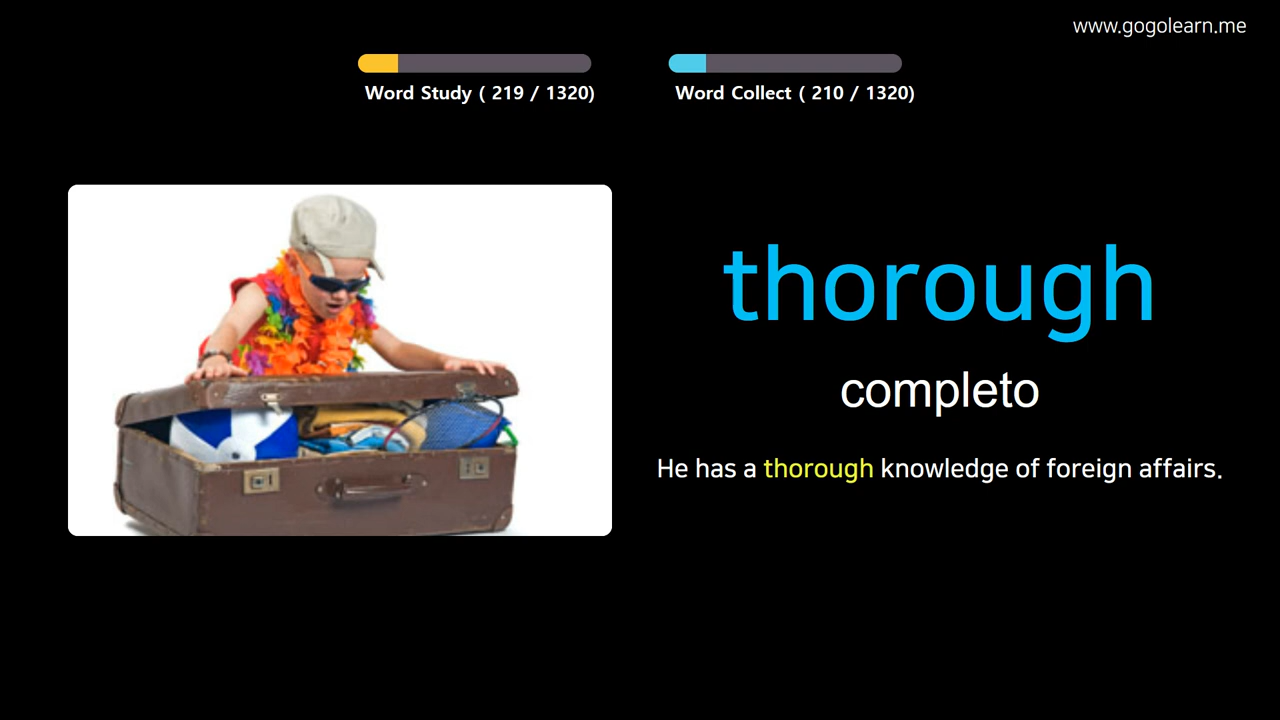 www.gogolearn.me
Word Study ( 219 / 1320)
Word Collect ( 210 / 1320)
thorough
completo
He has a thorough knowledge of foreign affairs.